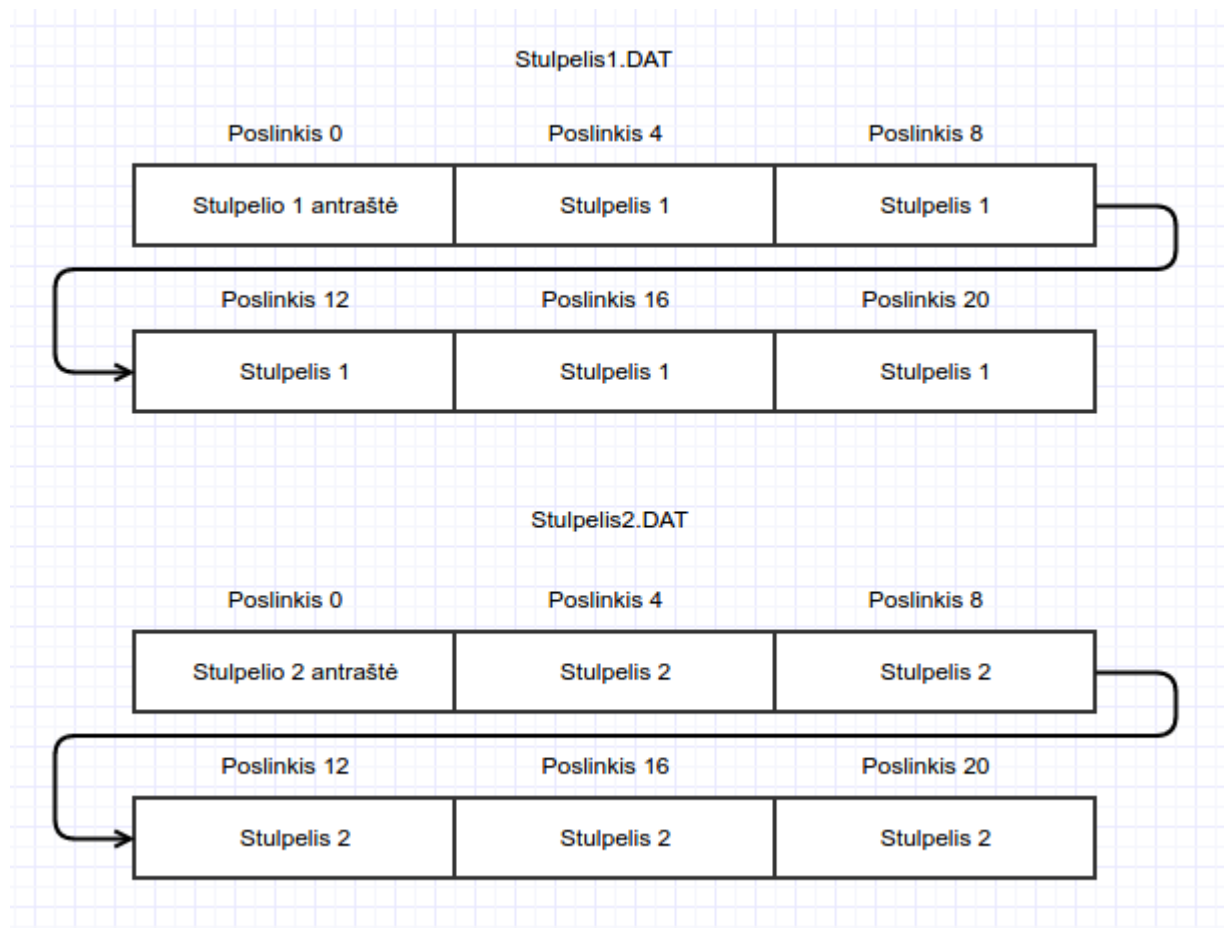 Stulpelis1.DAT
Poslinkis 0 Poslinkis 4 Poslinkis 8
Stulpelio 1 antraštė Stulpelis 1 Stulpelis 1
Poslinkis 12 Poslinkis 16 Poslinkis 20
Stulpelis 1 Stulpelis 1 Stulpelis 1
Stulpelis2.DAT
Poslinkis 0 Poslinkis 4 Poslinkis 8
Stulpelio 2 antraštė Stulpelis 2 Stulpelis 2
Poslinkis 12 Poslinkis 16 Poslinkis 20
Stulpelis 2 Stulpelis 2 Stulpelis 2